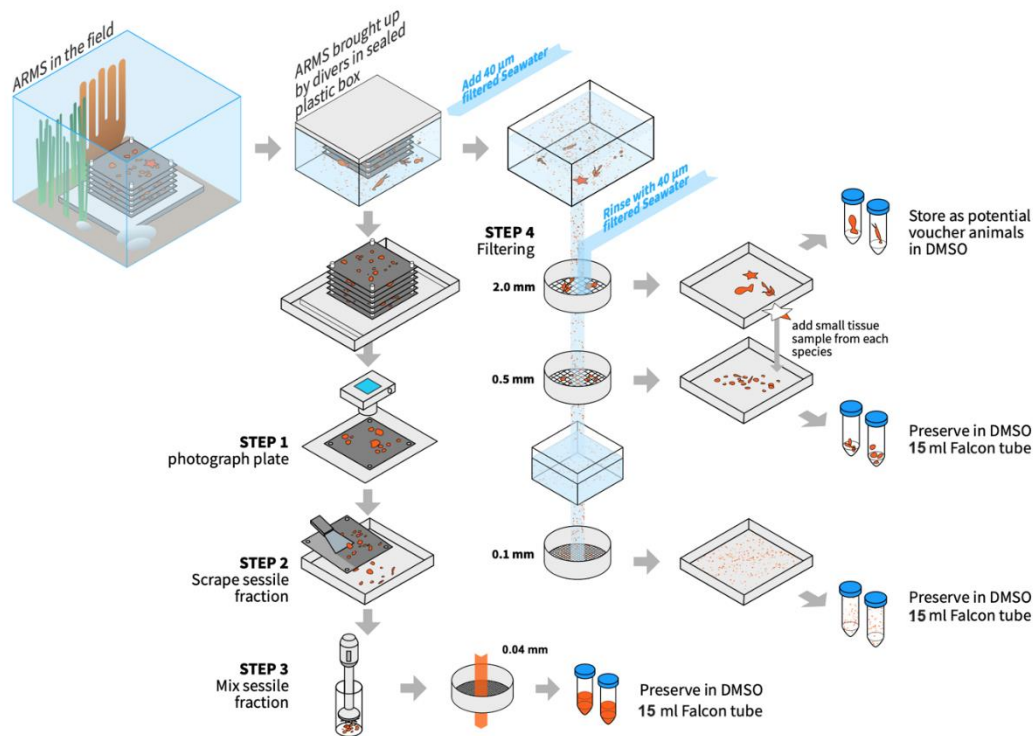 ARMS in the field
ARMS brought up
by divers in sealed
plastic box
Add 40 µm
filtered Seawater
Rinse with 40 µm
filtered Seawater
STEP 4
Filtering
2.0 mm
Store as potential
voucher animals
in DMSO
add small tissue
sample from each
species
0.5 mm
STEP 1
photograph plate
Preserve in DMSO
15 ml Falcon tube
0.1 mm
STEP 2
Scrape sessile
fraction
Preserve in DMSO
15 ml Falcon tube
STEP 3
Mix sessile
fraction
0.04 mm
Preserve in DMSO
15 ml Falcon tube